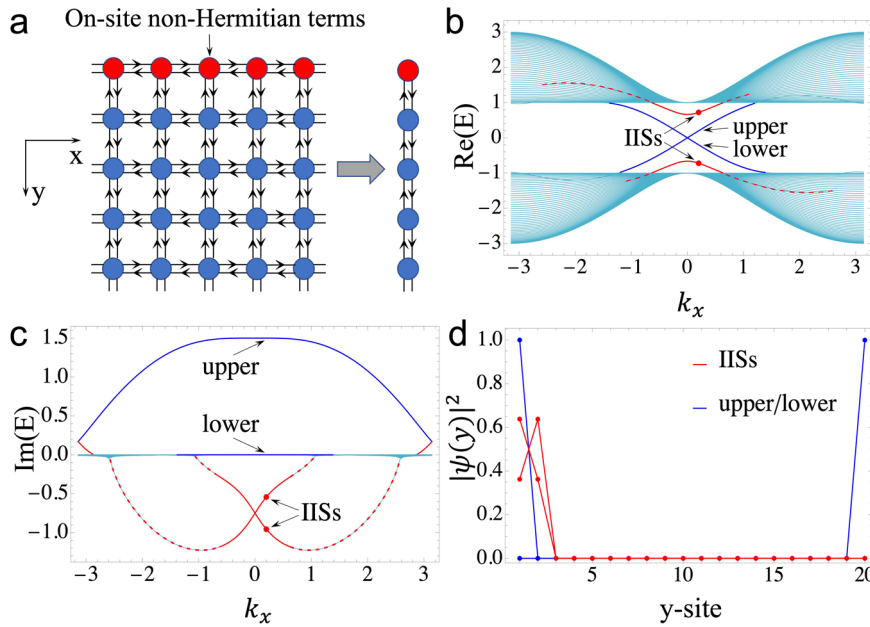 a
On-site non-Hermitian terms
x
y
b
Re(E)
3
2
1
0
−1
−2
−3
IISs
upper
lower
−3 −2 −1 0 1 2 3
kx
c
Im(E)
1.5
1.0
0.5
0.0
−0.5
−1.0
upper
lower
IISs
−3 −2 −1 0 1 2 3
kx
d
|ψ(y)|²
1.0
0.8
0.6
0.4
0.2
0.0
IISs
upper/lower
5 10 15 20
y-site